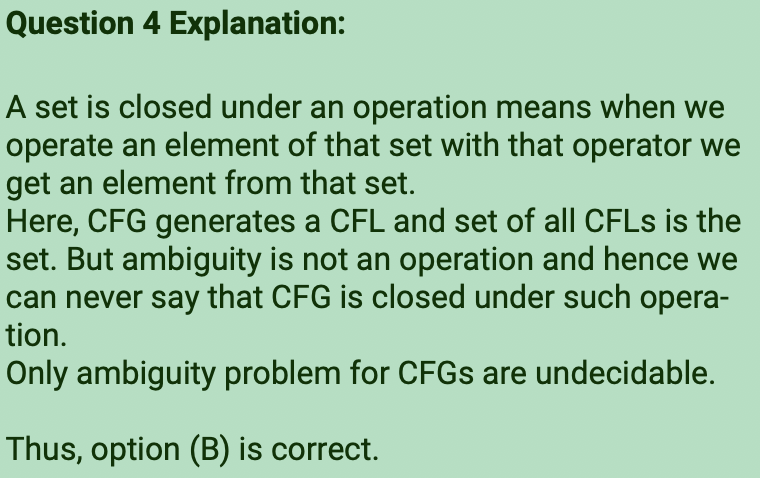 Question 4 Explanation:
A set is closed under an operation means when we
operate an element of that set with that operator we
get an element from that set.
Here, CFG generates a CFL and set of all CFLs is the
set. But ambiguity is not an operation and hence we
can never say that CFG is closed under such opera-
tion.
Only ambiguity problem for CFGs are undecidable.
Thus, option (B) is correct.